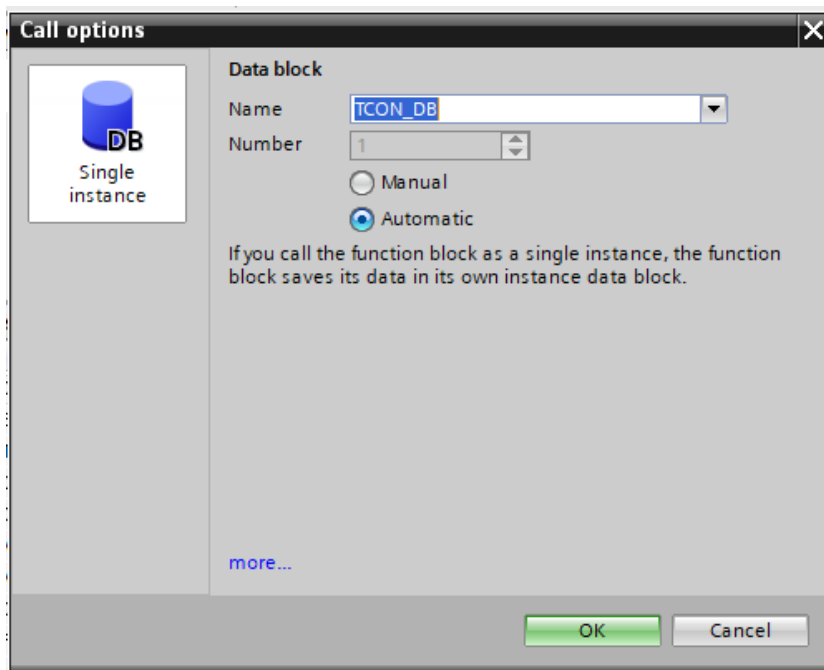 Call options
DB
Single
instance
Data block
Name
TCON_DB
Number
1
Manual
Automatic
If you call the function block as a single instance, the function
block saves its data in its own instance data block.
more...
OK
Cancel